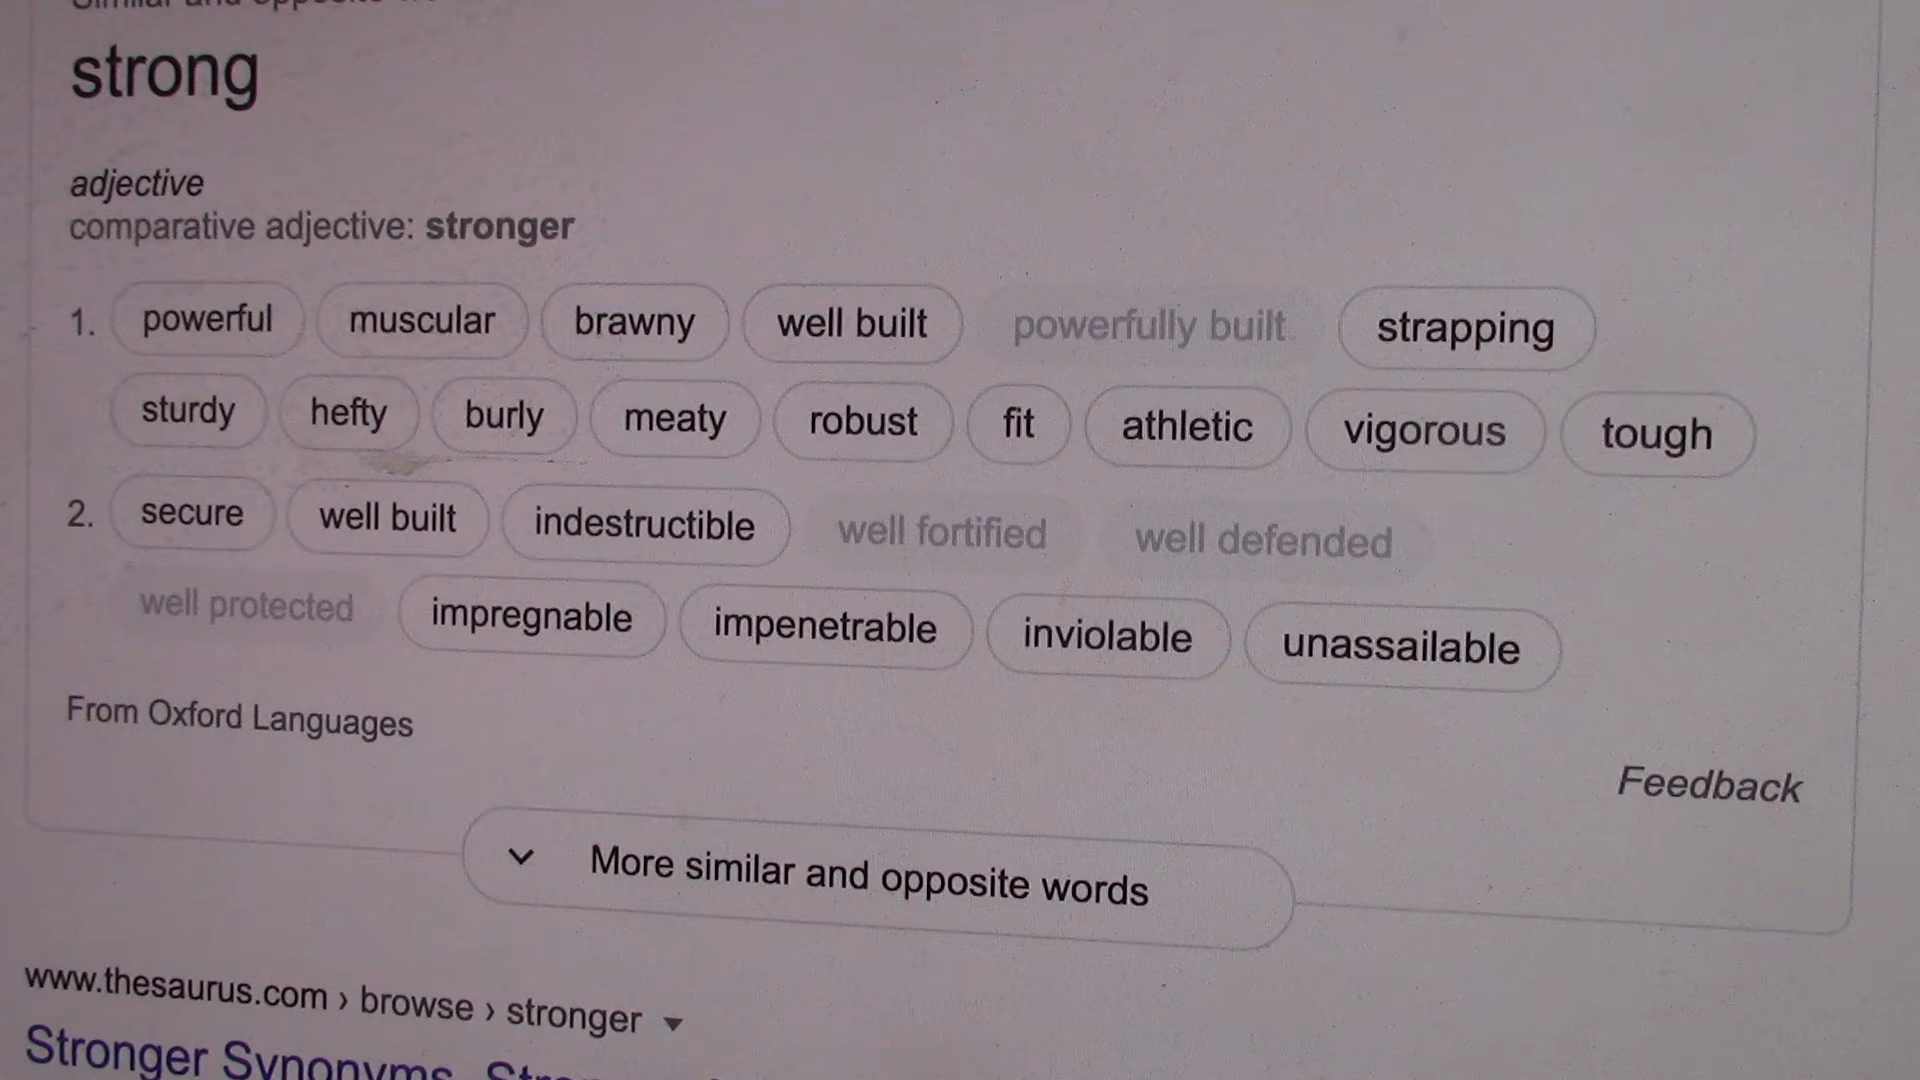 strong
adjective
comparative adjective: stronger
1. powerful muscular brawny well built powerfully built strapping
sturdy hefty burly meaty robust fit athletic vigorous tough
2. secure well built indestructible well fortified well defended
well protected impregnable impenetrable inviolable unassailable
From Oxford Languages
Feedback
More similar and opposite words
www.thesaurus.com › browse › stronger
Stronger Synonyms